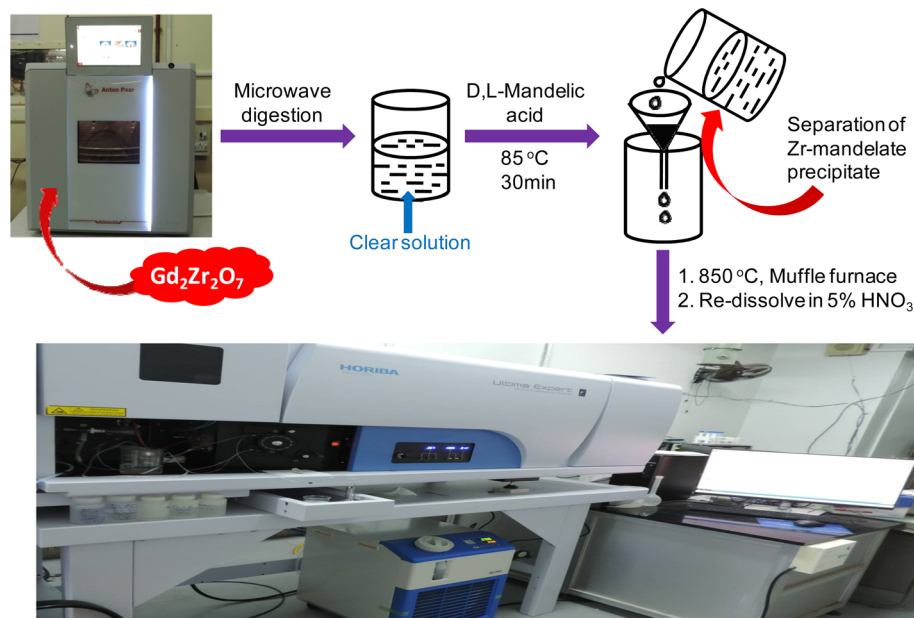 Anton Paar
Microwave
digestion
D,L-Mandelic
acid
85 °C
30min
Separation of
Zr-mandelate
precipitate
Clear solution
Gd₂Zr₂O₇
1. 850 °C, Muffle furnace
2. Re-dissolve in 5% HNO₃
HORIBA
Ultima Expert